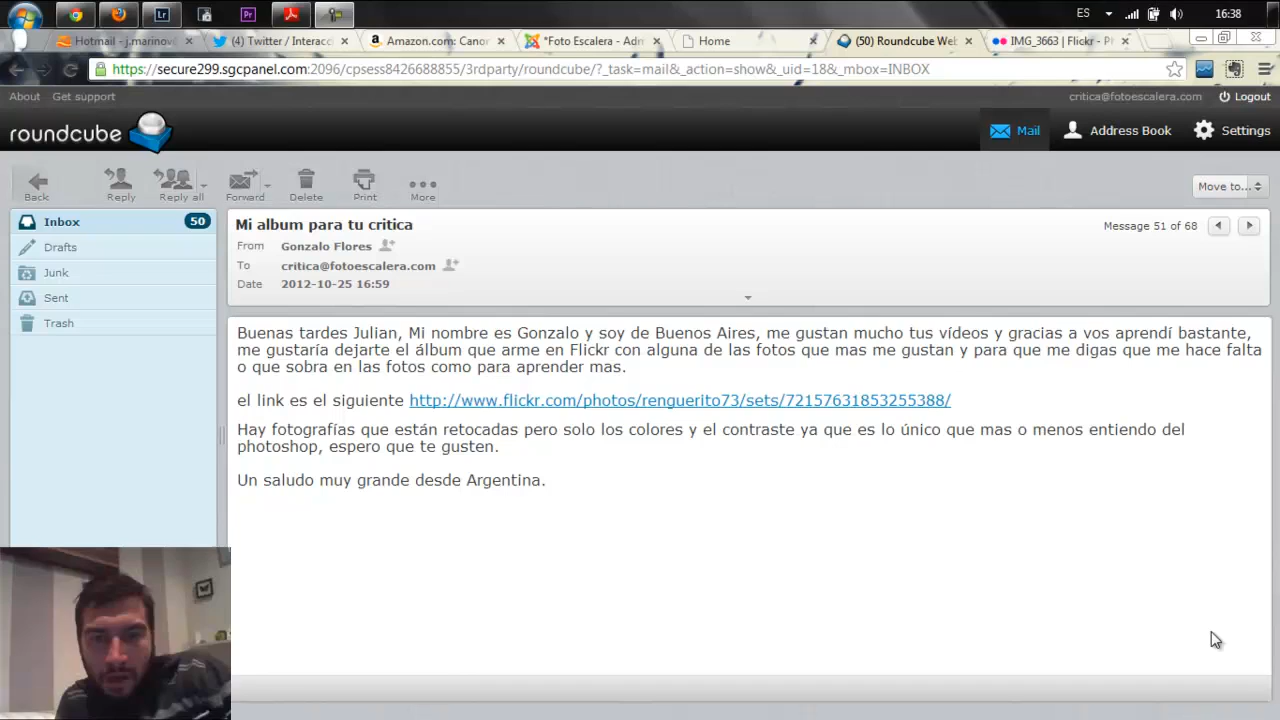 ES 16:38
Hotmail - j.marinov
(4) Twitter / Interacc
Amazon.com: Cano
*Foto Escalera - Adm
Home
(50) Roundcube Web
IMG_3663 | Flickr - P
https://secure299.sgcpanel.com:2096/cpsess8426688855/3rdparty/roundcube/?_task=mail&_action=show&_uid=18&_mbox=INBOX
About Get support critica@fotoescalera.com Logout
roundcube Mail Address Book Settings
Back Reply Reply all Forward Delete Print More Move to...
Inbox 50
Drafts
Junk
Sent
Trash
Mi album para tu critica Message 51 of 68
From Gonzalo Flores
To critica@fotoescalera.com
Date 2012-10-25 16:59
Buenas tardes Julian, Mi nombre es Gonzalo y soy de Buenos Aires, me gustan mucho tus vídeos y gracias a vos aprendí bastante,
me gustaría dejarte el álbum que arme en Flickr con alguna de las fotos que mas me gustan y para que me digas que me hace falta
o que sobra en las fotos como para aprender mas.
el link es el siguiente http://www.flickr.com/photos/renguerito73/sets/72157631853255388/
Hay fotografías que están retocadas pero solo los colores y el contraste ya que es lo único que mas o menos entiendo del
photoshop, espero que te gusten.
Un saludo muy grande desde Argentina.